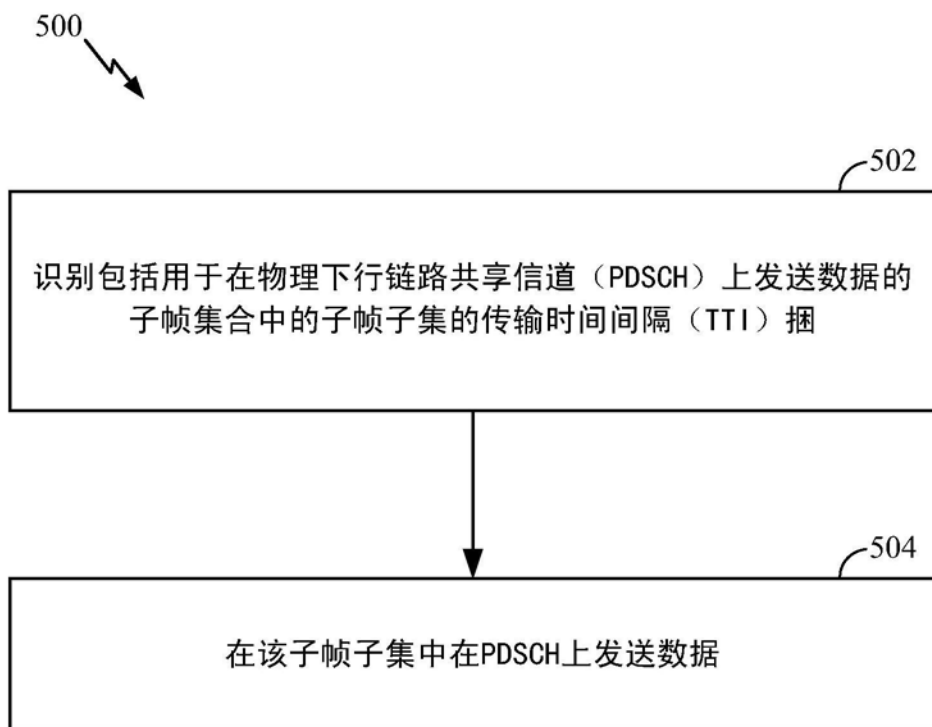 500
502
识别包括用于在物理下行链路共享信道（PDSCH）上发送数据的
子帧集合中的子帧子集的传输时间间隔（TTI）捆
504
在该子帧子集中在PDSCH上发送数据